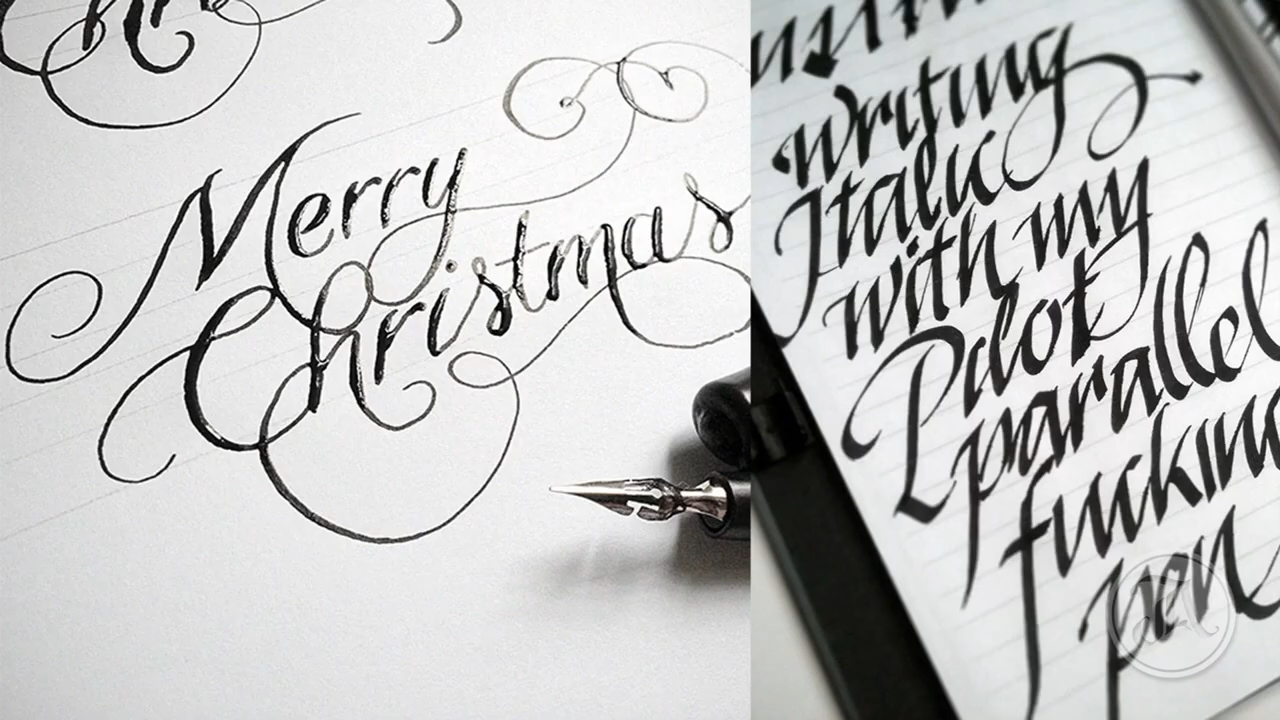 Merry
Christmas
writing
Italic
with my
Pilot
parallel
fucking
pen